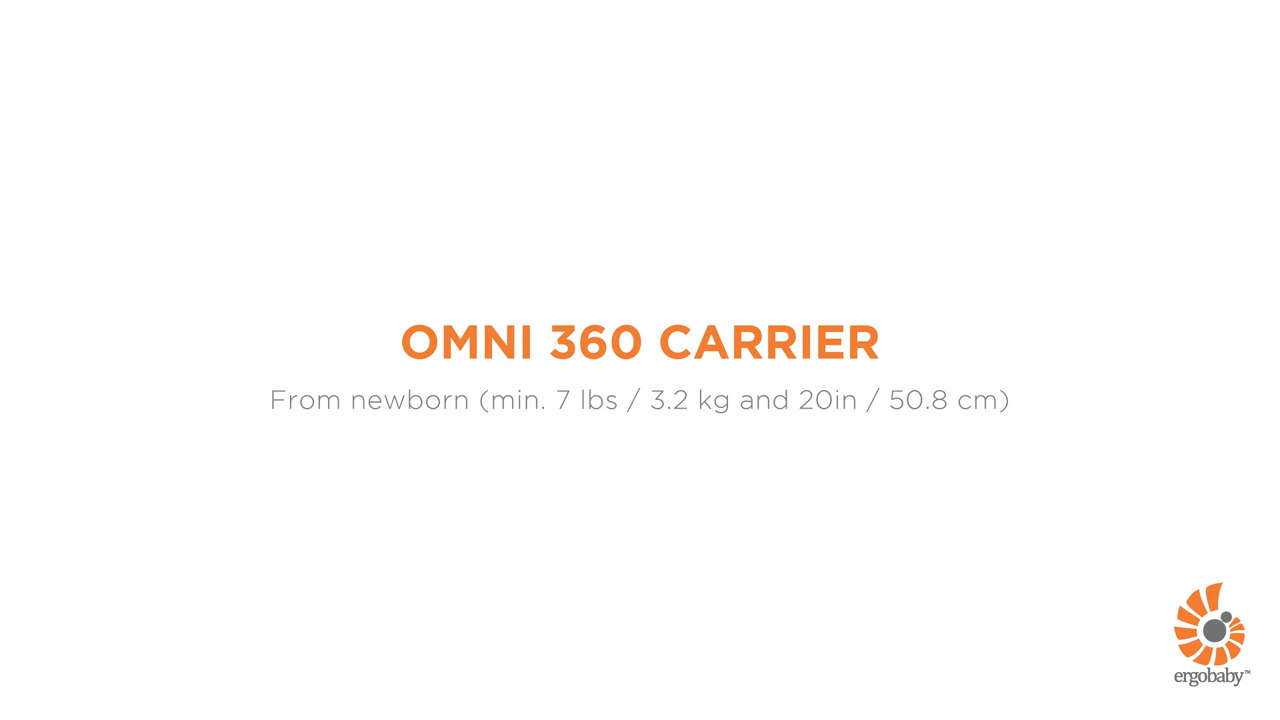 OMNI 360 CARRIER
From newborn (min. 7 lbs / 3.2 kg and 20in / 50.8 cm)
ergobaby™